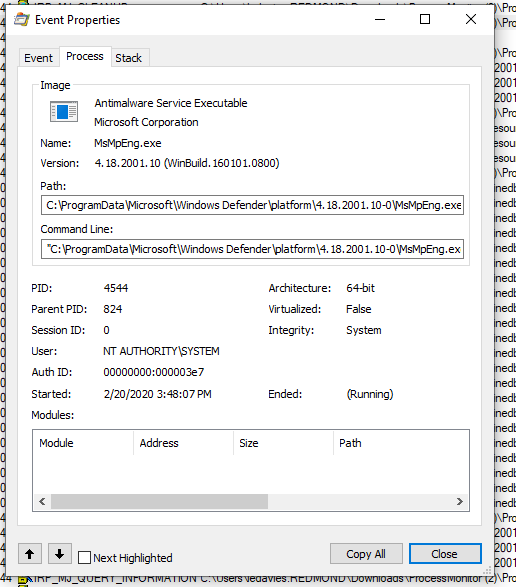 Event Properties
Event Process Stack
Image
Antimalware Service Executable
Microsoft Corporation
Name: MsMpEng.exe
Version: 4.18.2001.10 (WinBuild.160101.0800)
Path:
C:\ProgramData\Microsoft\Windows Defender\platform\4.18.2001.10-0\MsMpEng.exe
Command Line:
"C:\ProgramData\Microsoft\Windows Defender\platform\4.18.2001.10-0\MsMpEng.ex
PID: 4544 Architecture: 64-bit
Parent PID: 824 Virtualized: False
Session ID: 0 Integrity: System
User: NT AUTHORITY\SYSTEM
Auth ID: 00000000:000003e7
Started: 2/20/2020 3:48:07 PM Ended: (Running)
Modules:
Module Address Size Path
Next Highlighted Copy All Close
44 IRP_MJ_QUERY_INFORMATION C:\Users\ledavies.REDMOND\Downloads\ProcessMonitor (2)\Pro